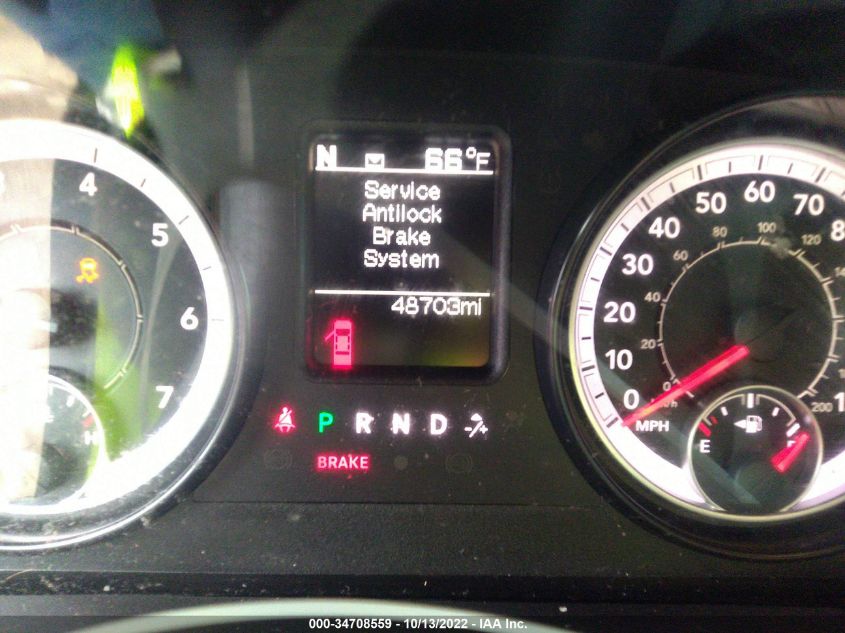 N 66°F
Service
Antilock
Brake
System
48703mi
4
5
6
7
H
P R N D -/+
BRAKE
0 10 20 30 40 50 60 70
0 20 40 60 80 100 120
200
MPH
E
000-34708559 - 10/13/2022 - IAA Inc.